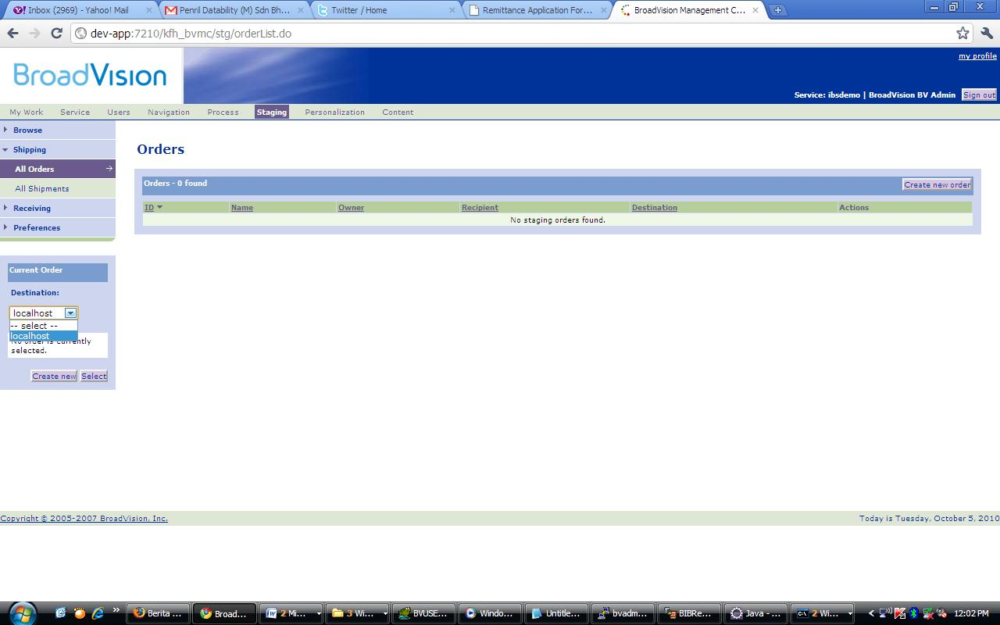 Inbox (2969) - Yahoo! Mail
Penril Datability (M) Sdn Bh...
Twitter / Home
Remittance Application For...
BroadVision Management C...
dev-app:7210/kfh_bvmc/stg/orderList.do
BroadVision
my profile
Service: ibsdemo | BroadVision BV Admin
Sign out
My Work
Service
Users
Navigation
Process
Staging
Personalization
Content
Browse
Shipping
All Orders
All Shipments
Receiving
Preferences
Orders
Orders - 0 found
Create new order
ID
Name
Owner
Recipient
Destination
Actions
No staging orders found.
Current Order
Destination:
localhost
-- select --
localhost
No order is currently
selected.
Create new
Select
Copyright © 2005-2007 BroadVision, Inc.
Today is Tuesday, October 5, 2010
Berita ...
Broad...
2 Mi...
3 Wi...
BVUSE...
Windo...
Untitle...
bvadm...
BIBRe...
Java - ...
2 Wi...
12:02 PM